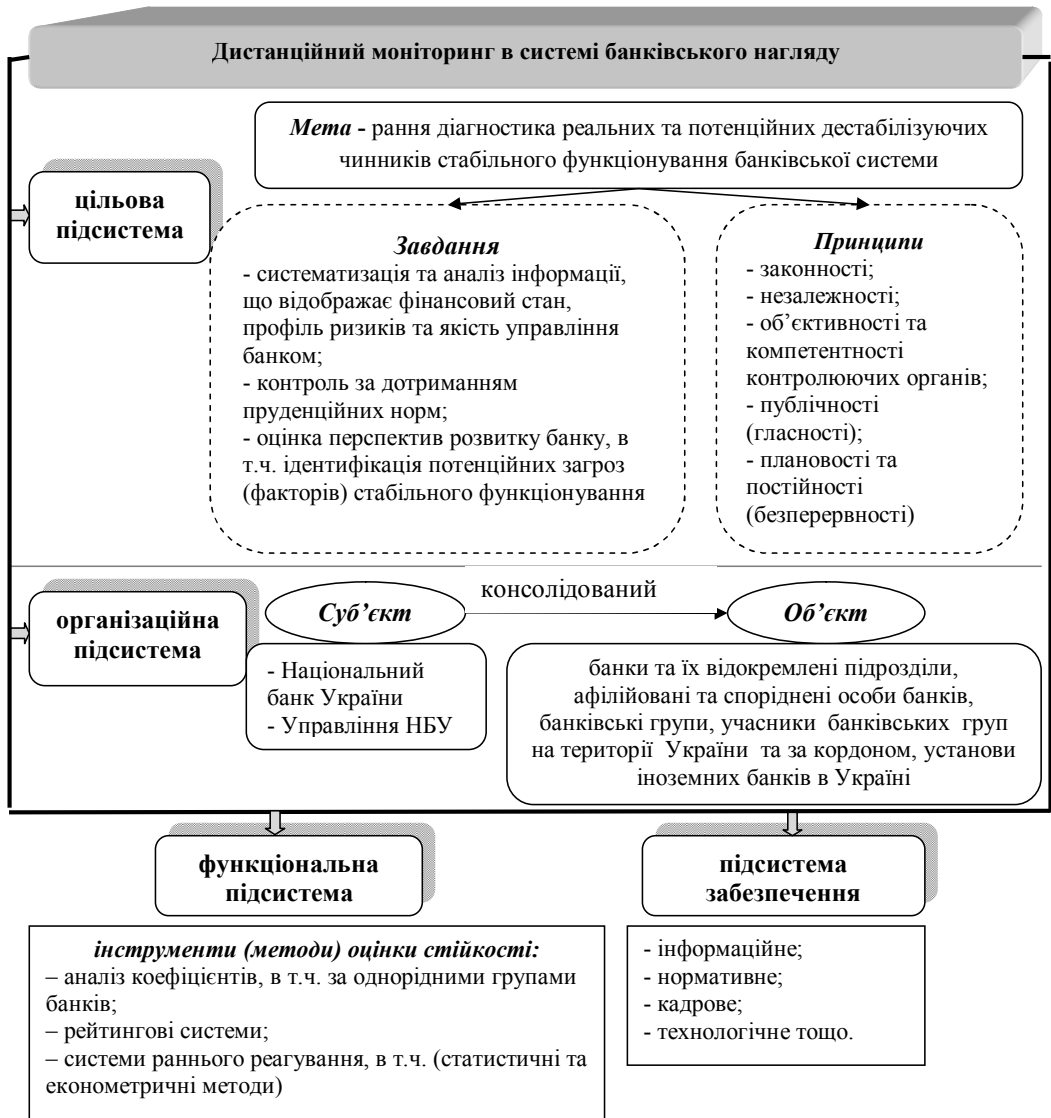 Дистанційний моніторинг в системі банківського нагляду
Мета - рання діагностика реальних та потенційних дестабілізуючих
чинників стабільного функціонування банківської системи
цільова
підсистема
Завдання
- систематизація та аналіз інформації,
що відображає фінансовий стан,
профіль ризиків та якість управління
банком;
- контроль за дотриманням
пруденційних норм;
- оцінка перспектив розвитку банку, в
т.ч. ідентифікація потенційних загроз
(факторів) стабільного функціонування
Принципи
- законності;
- незалежності;
- об’єктивності та
компетентності
контролюючих органів;
- публічності
(гласності);
- плановості та
постійності
(безперервності)
організаційна
підсистема
Суб’єкт
консолідований
Об’єкт
- Національний
банк України
- Управління НБУ
банки та їх відокремлені підрозділи,
афілійовані та споріднені особи банків,
банківські групи, учасники банківських груп
на території України та за кордоном, установи
іноземних банків в Україні
функціональна
підсистема
підсистема
забезпечення
інструменти (методи) оцінки стійкості:
– аналіз коефіцієнтів, в т.ч. за однорідними групами
банків;
– рейтингові системи;
– системи раннього реагування, в т.ч. (статистичні та
економетричні методи)
- інформаційне;
- нормативне;
- кадрове;
- технологічне тощо.